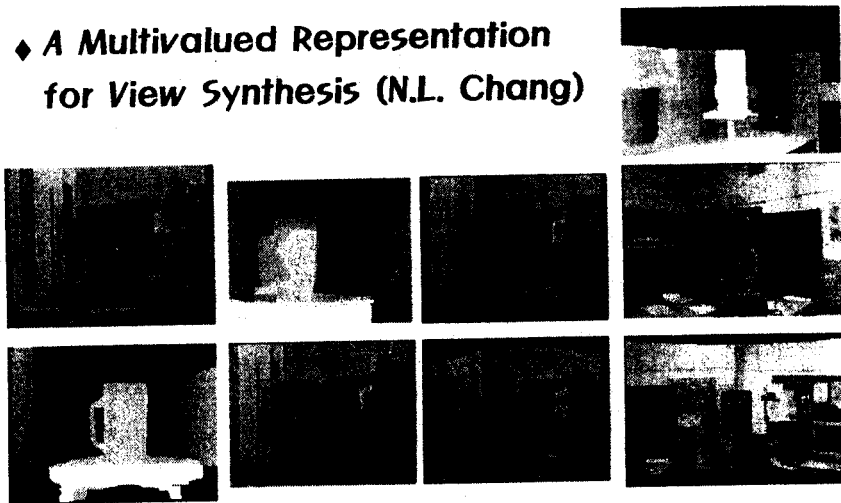 ♦ A Multivalued Representation
for View Synthesis (N.L. Chang)